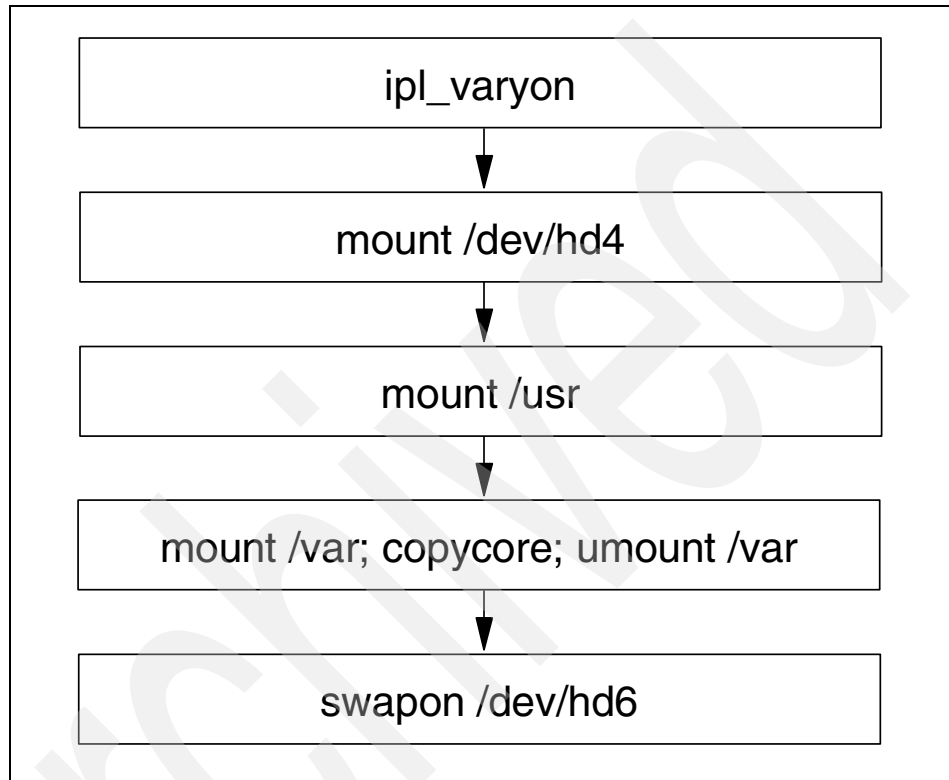 ipl_varyon
mount /dev/hd4
mount /usr
mount /var; copycore; umount /var
swapon /dev/hd6